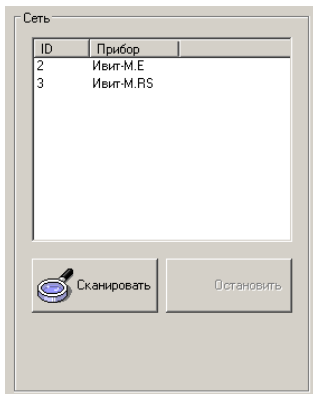 Сеть
ID Прибор
2 Ивит-М.E
3 Ивит-М.RS
Сканировать Остановить